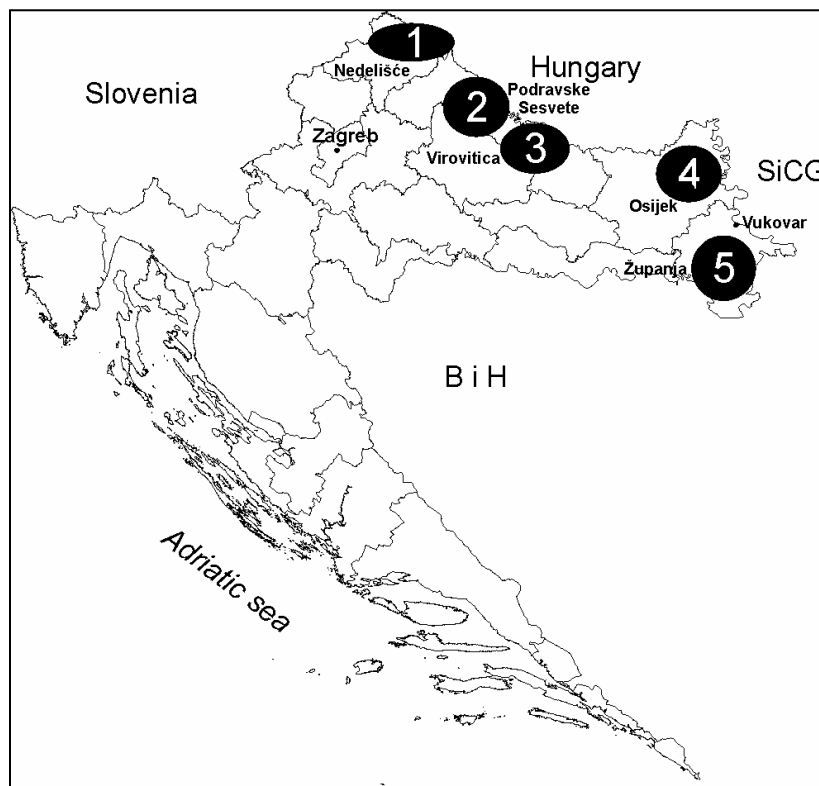 1
Nedelišće
Hungary
Slovenia
2
Podravske
Sesvete
Zagreb
Virovitica
3
4
SiCG
Osijek
Vukovar
Županja
5
B i H
Adriatic sea